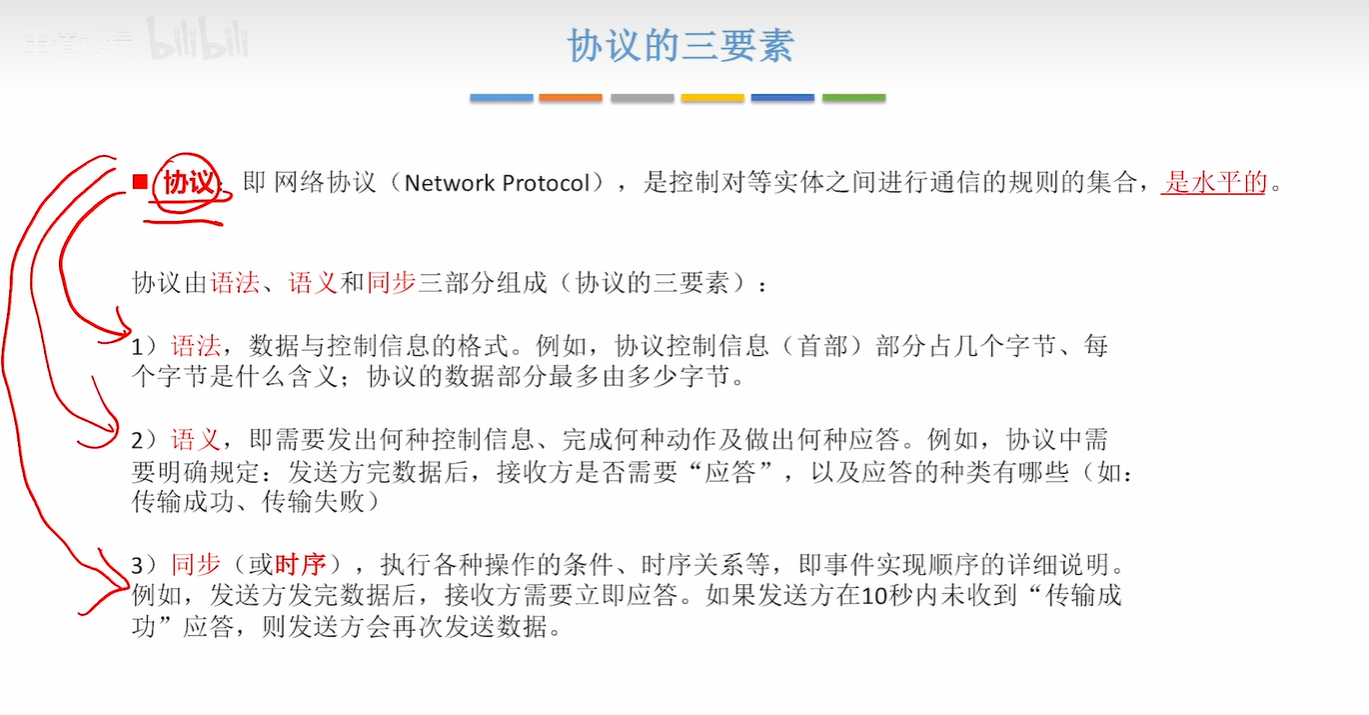 bilibili
协议的三要素
协议：即 网络协议（Network Protocol），是控制对等实体之间进行通信的规则的集合，是水平的。
协议由语法、语义和同步三部分组成（协议的三要素）：
1）语法，数据与控制信息的格式。例如，协议控制信息（首部）部分占几个字节、每
个字节是什么含义；协议的数据部分最多由多少字节。
2）语义，即需要发出何种控制信息、完成何种动作及做出何种应答。例如，协议中需
要明确规定：发送方完数据后，接收方是否需要“应答”，以及应答的种类有哪些（如：
传输成功、传输失败）
3）同步（或时序），执行各种操作的条件、时序关系等，即事件实现顺序的详细说明。
例如，发送方发完数据后，接收方需要立即应答。如果发送方在10秒内未收到“传输成
功”应答，则发送方会再次发送数据。